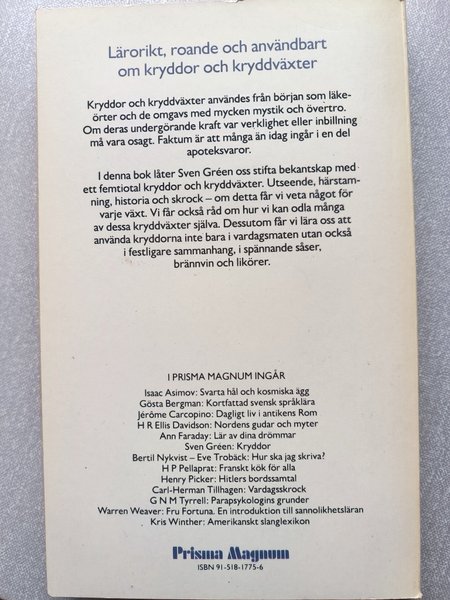 Lärorikt, roande och användbart
om kryddor och kryddväxter
Kryddor och kryddväxter användes från början som läke-
örter och de omgavs med mycken mystik och övertro.
Om deras undergörande kraft var verklighet eller inbillning
må vara osagt. Faktum är att många än idag ingår i en del
apoteksvaror.
I denna bok låter Sven Gréen oss stifta bekantskap med
ett femtiotal kryddor och kryddväxter. Utseende, härstam-
ning, historia och skrock – om detta får vi veta något för
varje växt. Vi får också råd om hur vi kan odla många
av dessa kryddväxter själva. Dessutom får vi lära oss att
använda kryddorna inte bara i vardagsmaten utan också
i festligare sammanhang, i spännande såser,
brännvin och likörer.
I PRISMA MAGNUM INGÅR
Isaac Asimov: Svarta hål och kosmiska ägg
Gösta Bergman: Kortfattad svensk språklära
Jérôme Carcopino: Dagligt liv i antikens Rom
H R Ellis Davidson: Nordens gudar och myter
Ann Faraday: Lär av dina drömmar
Sven Gréen: Kryddor
Bertil Nykvist – Eve Trobäck: Hur ska jag skriva?
H P Pellaprat: Franskt kök för alla
Henry Picker: Hitlers bordssamtal
Carl-Herman Tillhagen: Vardagsskrock
G N M Tyrrell: Parapsykologins grunder
Warren Weaver: Fru Fortuna. En introduktion till sannolikhetsläran
Kris Winther: Amerikanskt slanglexikon
Prisma Magnum
ISBN 91-518-1775-6